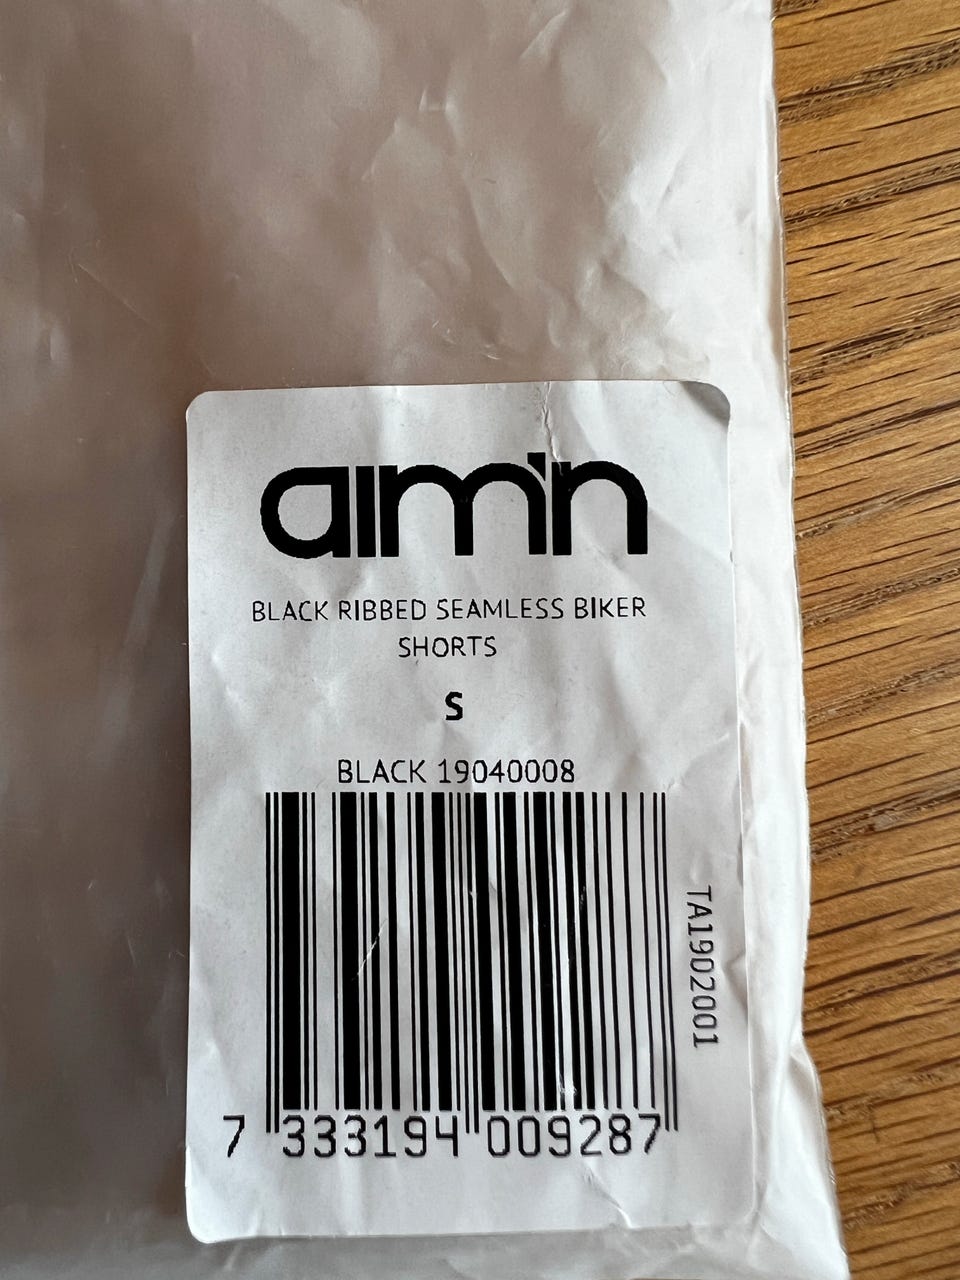 aim'n
BLACK RIBBED SEAMLESS BIKER
SHORTS
S
BLACK 19040008
TA1902001
7 333194 009287